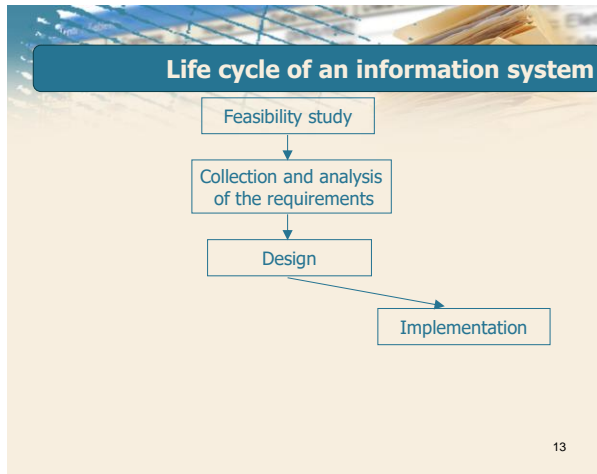 Life cycle of an information system
Feasibility study
Collection and analysis
of the requirements
Design
Implementation
13